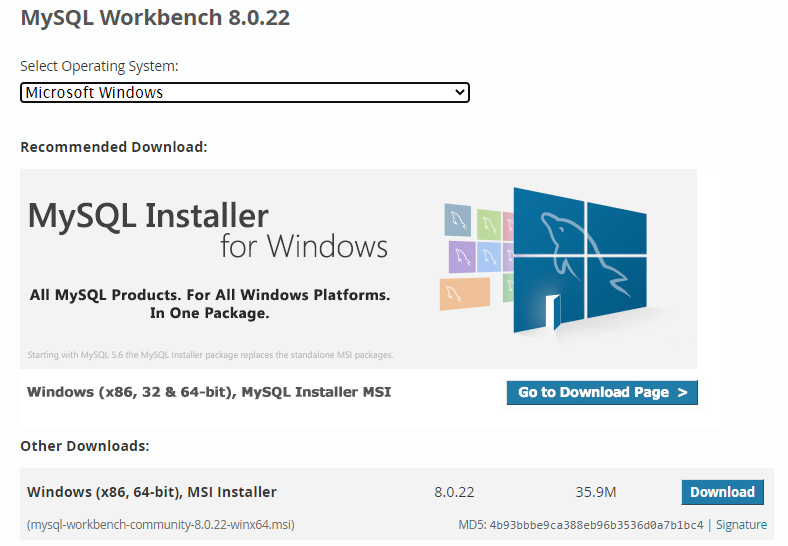 MySQL Workbench 8.0.22
Select Operating System:
Microsoft Windows
Recommended Download:
MySQL Installer
for Windows
All MySQL Products. For All Windows Platforms.
In One Package.
Starting with MySQL 5.6 the MySQL Installer package replaces the standalone MSI packages.
Windows (x86, 32 & 64-bit), MySQL Installer MSI Go to Download Page >
Other Downloads:
Windows (x86, 64-bit), MSI Installer 8.0.22 35.9M Download
(mysql-workbench-community-8.0.22-winx64.msi) MD5: 4b93bbbe9ca388eb96b3536d0a7b1bc4 | Signature